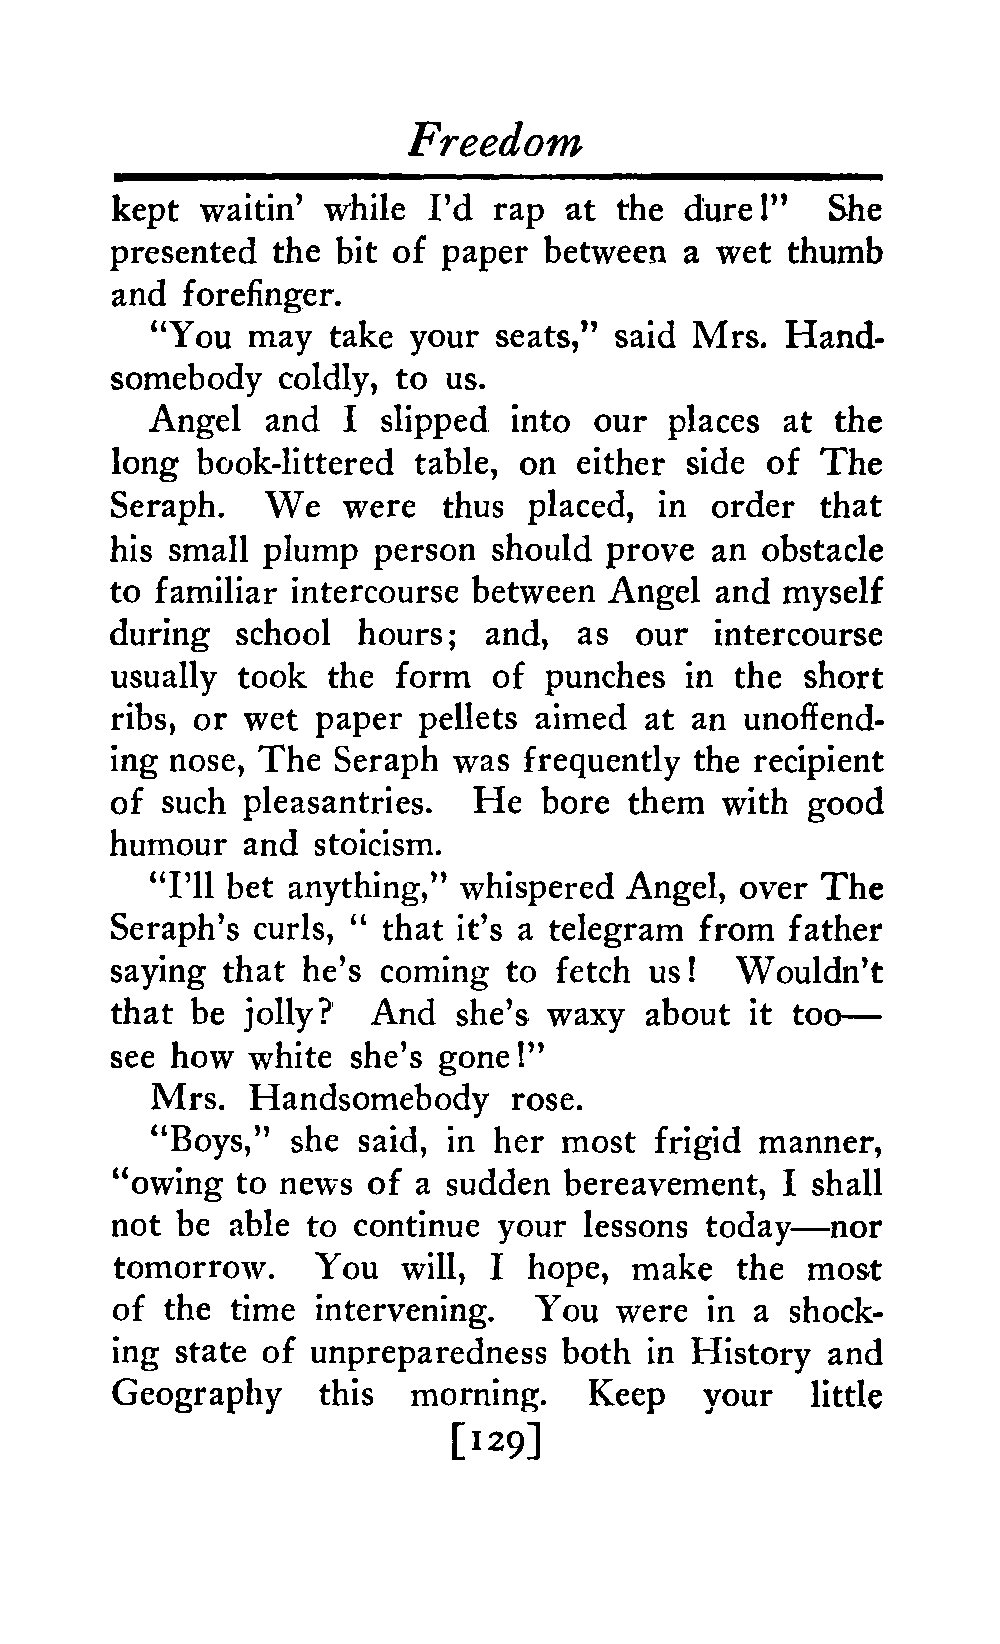 Freedom
kept waitin' while I'd rap at the dure!" She
presented the bit of paper between a wet thumb
and forefinger.
"You may take your seats," said Mrs. Hand-
somebody coldly, to us.
Angel and I slipped into our places at the
long book-littered table, on either side of The
Seraph. We were thus placed, in order that
his small plump person should prove an obstacle
to familiar intercourse between Angel and myself
during school hours; and, as our intercourse
usually took the form of punches in the short
ribs, or wet paper pellets aimed at an unoffend-
ing nose, The Seraph was frequently the recipient
of such pleasantries. He bore them with good
humour and stoicism.
"I'll bet anything," whispered Angel, over The
Seraph's curls, " that it's a telegram from father
saying that he's coming to fetch us! Wouldn't
that be jolly? And she's waxy about it too—
see how white she's gone!"
Mrs. Handsomebody rose.
"Boys," she said, in her most frigid manner,
"owing to news of a sudden bereavement, I shall
not be able to continue your lessons today—nor
tomorrow. You will, I hope, make the most
of the time intervening. You were in a shock-
ing state of unpreparedness both in History and
Geography this morning. Keep your little
[129]